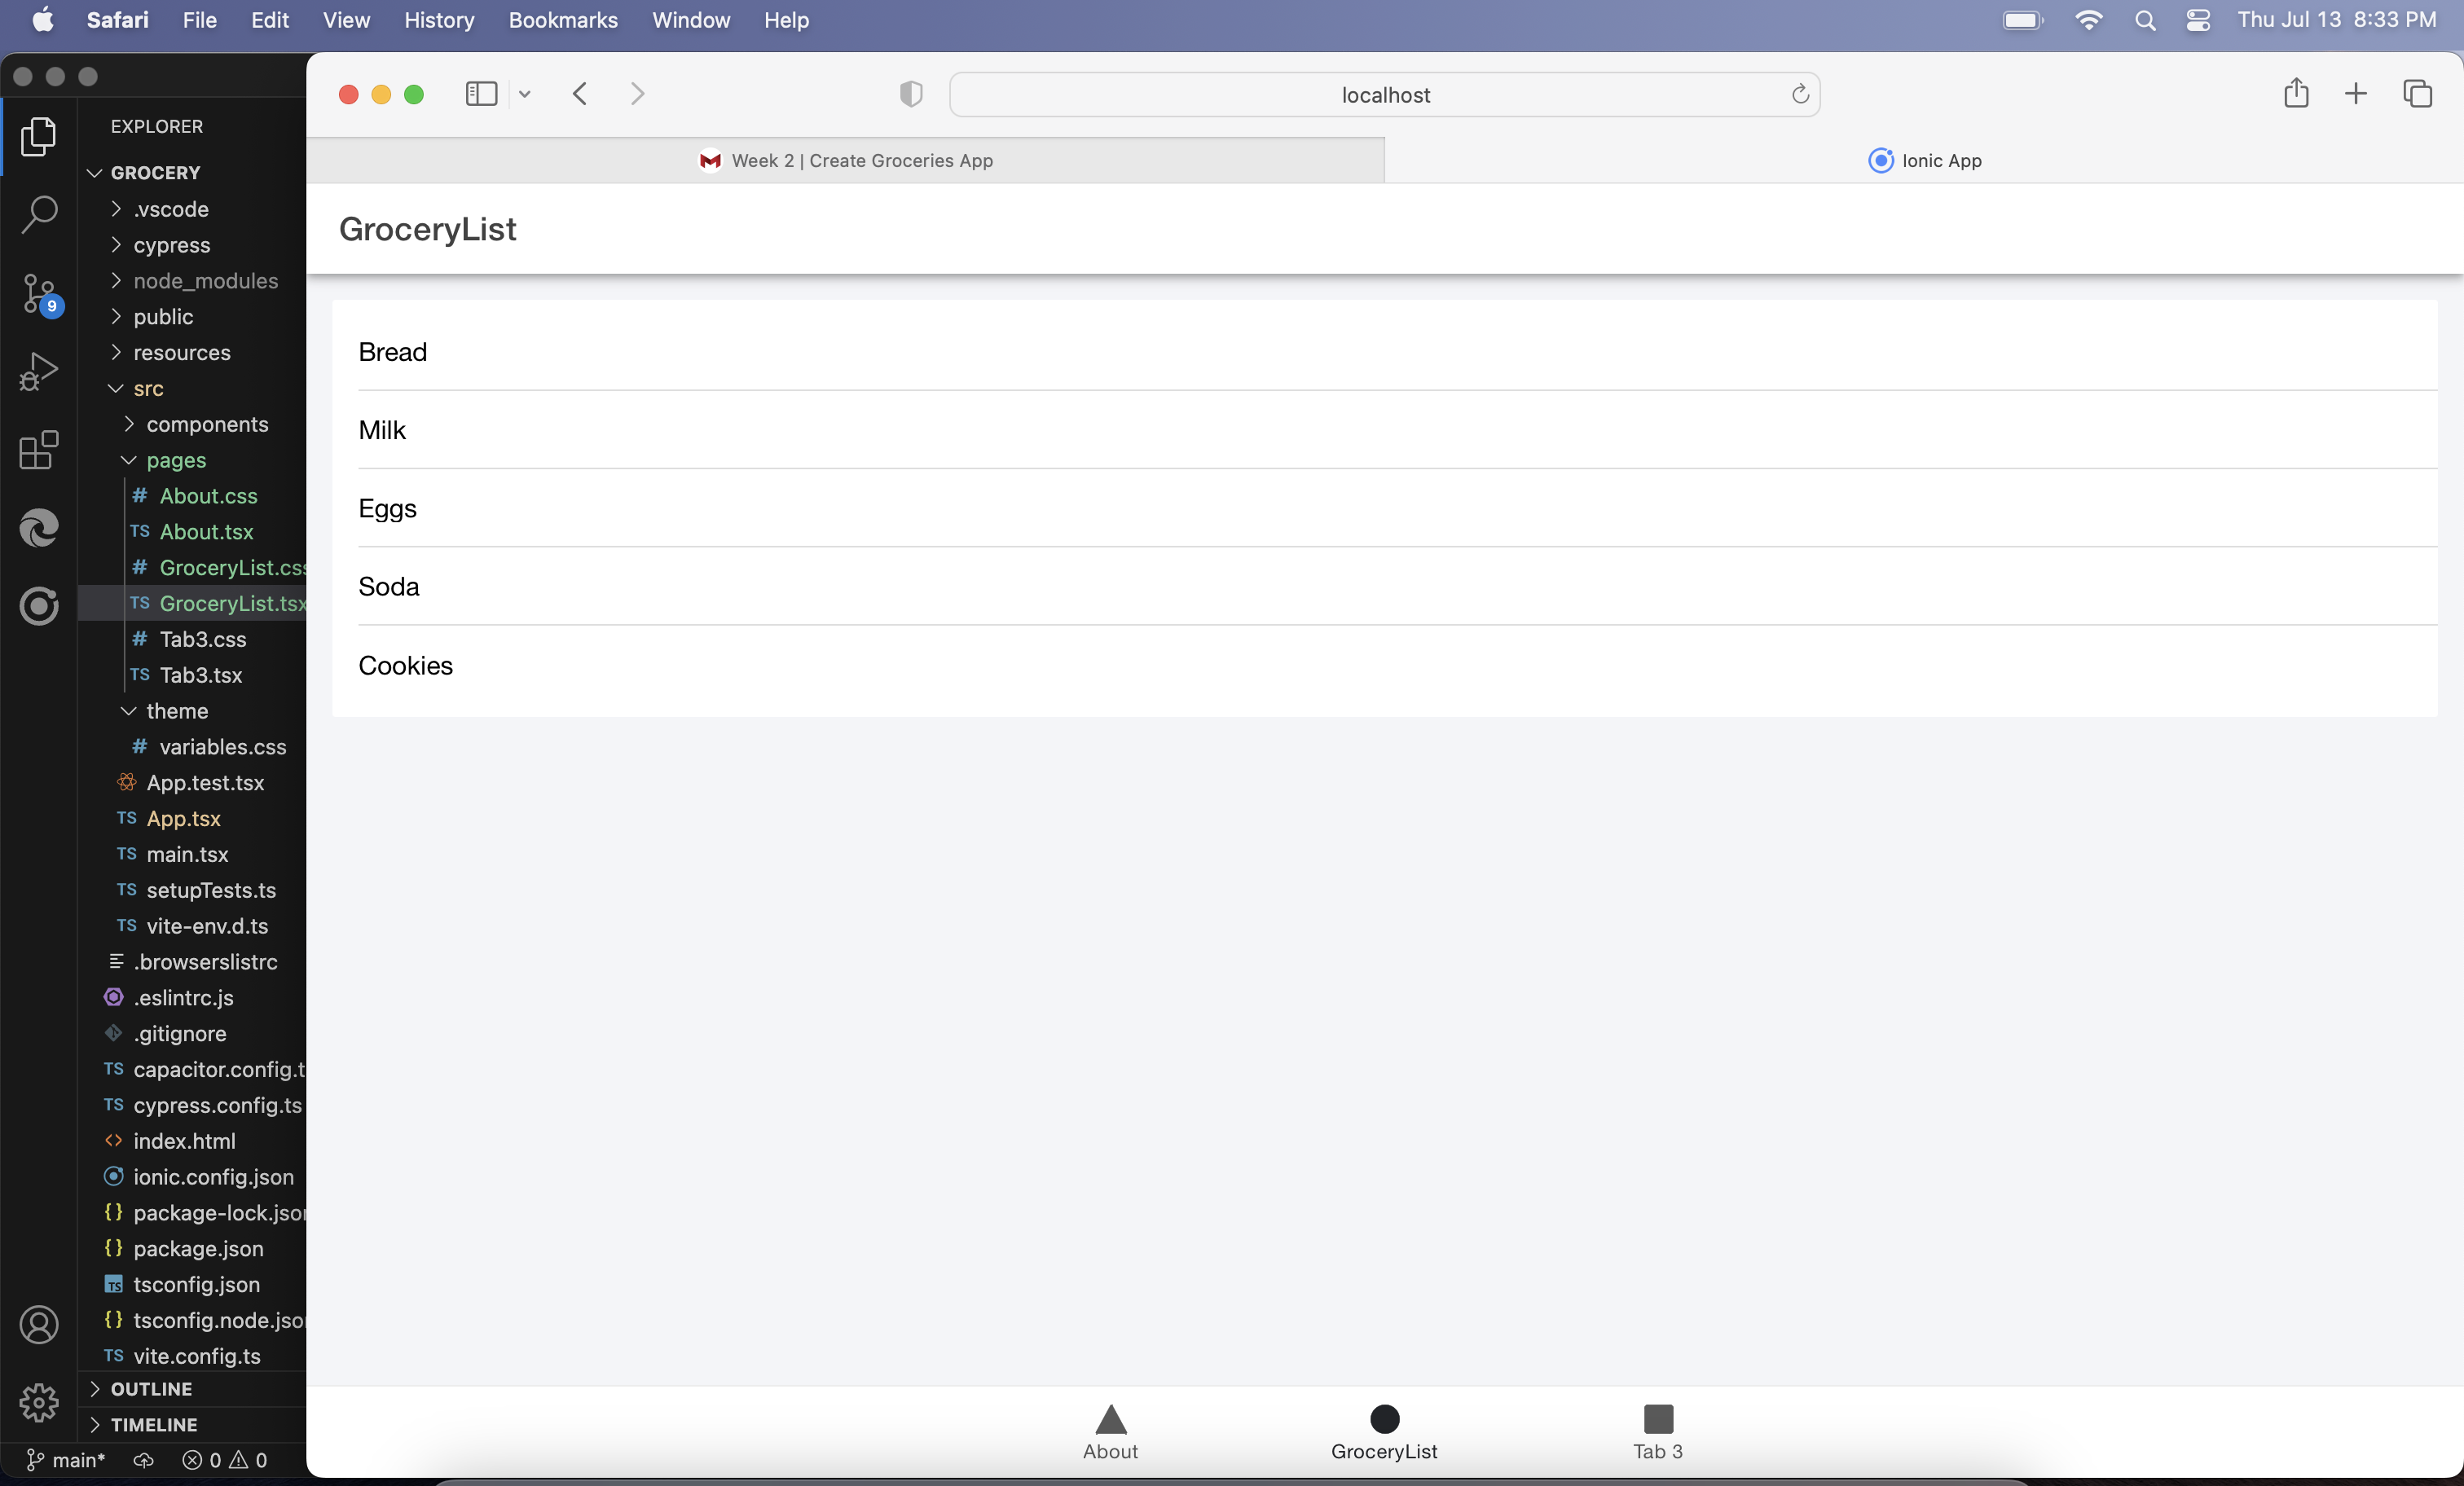 Safari File Edit View History Bookmarks Window Help Thu Jul 13 8:33 PM
localhost
Week 2 | Create Groceries App
Ionic App
EXPLORER
GROCERY
.vscode
cypress
node_modules
public
resources
src
components
pages
# About.css
TS About.tsx
# GroceryList.css
TS GroceryList.tsx
# Tab3.css
TS Tab3.tsx
theme
# variables.css
App.test.tsx
TS App.tsx
TS main.tsx
TS setupTests.ts
TS vite-env.d.ts
.browserslistrc
.eslintrc.js
.gitignore
TS capacitor.config.t
TS cypress.config.ts
<> index.html
ionic.config.json
{} package-lock.json
{} package.json
TS tsconfig.json
{} tsconfig.node.json
TS vite.config.ts
OUTLINE
TIMELINE
9
main* 0 0
GroceryList
Bread
Milk
Eggs
Soda
Cookies
About
GroceryList
Tab 3